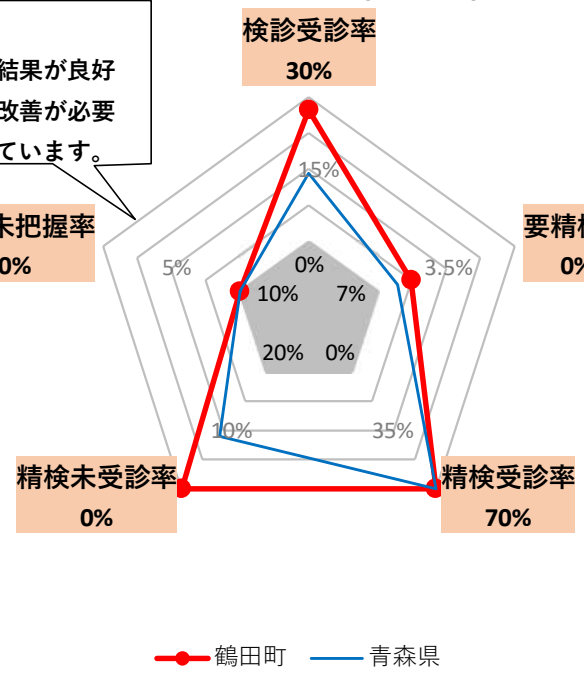 検診受診率
30%
結果が良好
改善が必要
ています。
15%
未把握率
0%
要精検
0%
5%
3.5%
0%
10%
7%
20%
0%
10%
35%
精検未受診率
0%
精検受診率
70%
鶴田町
青森県